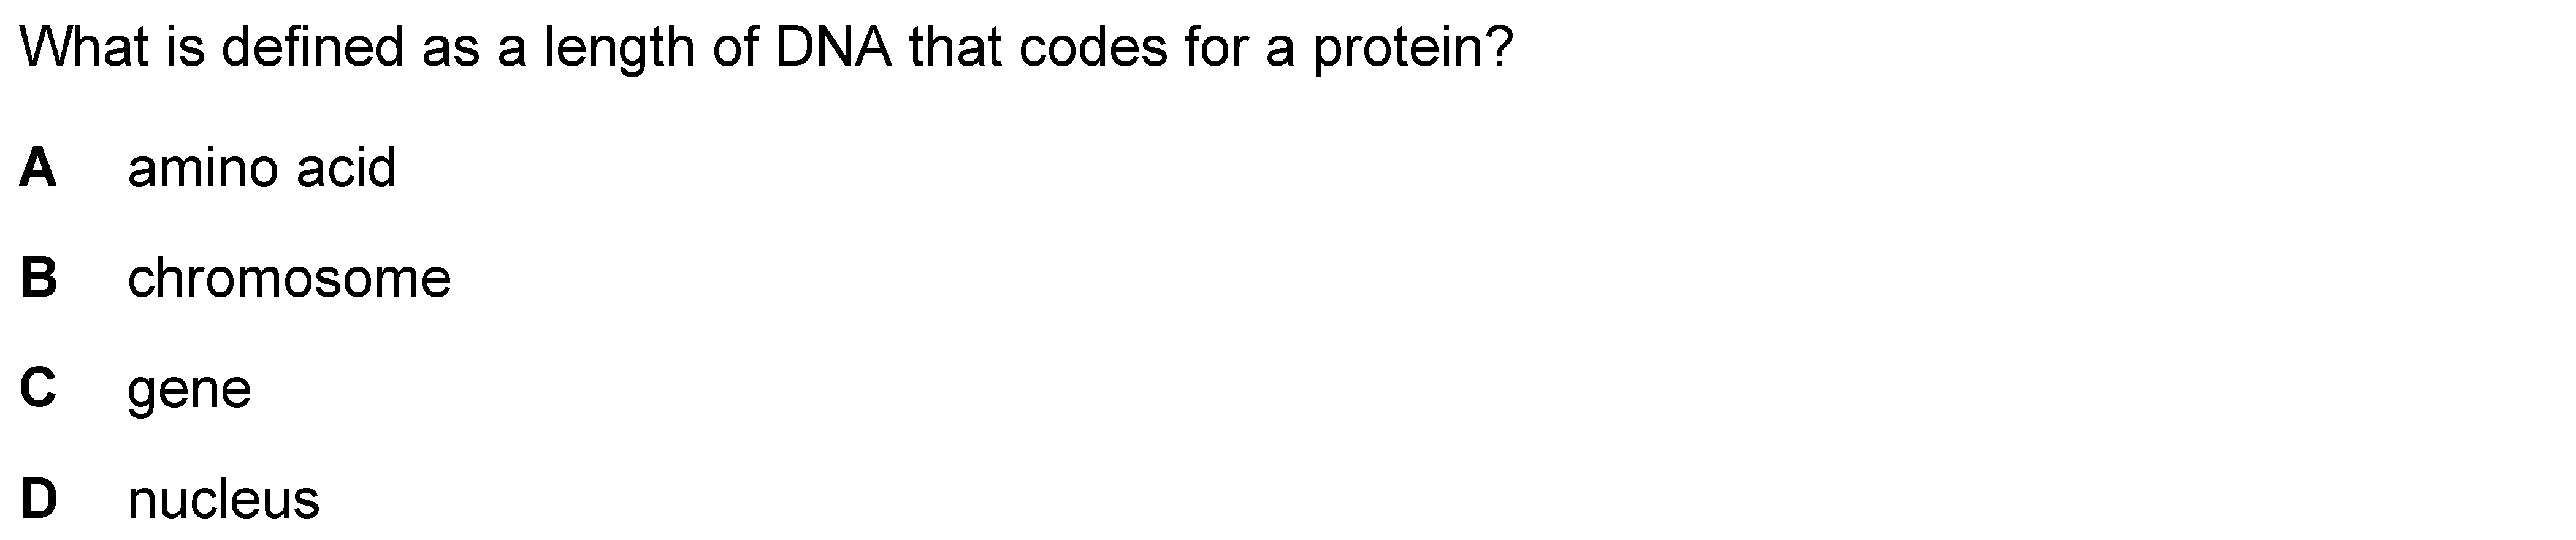 What is defined as a length of DNA that codes for a protein?
A amino acid
B chromosome
C gene
D nucleus